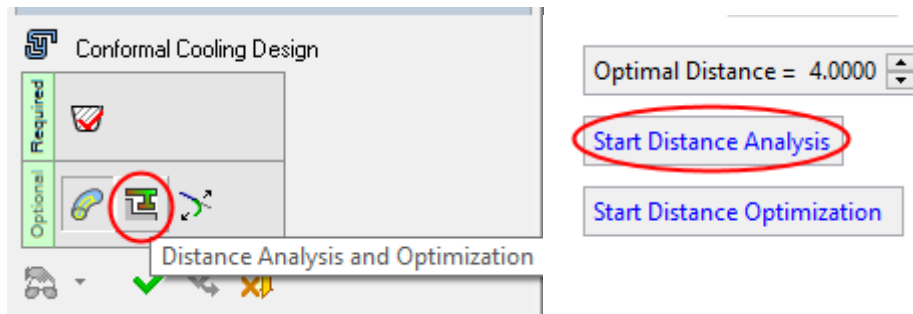 Conformal Cooling Design
Required
Optional
Distance Analysis and Optimization
Optimal Distance = 4.0000
Start Distance Analysis
Start Distance Optimization